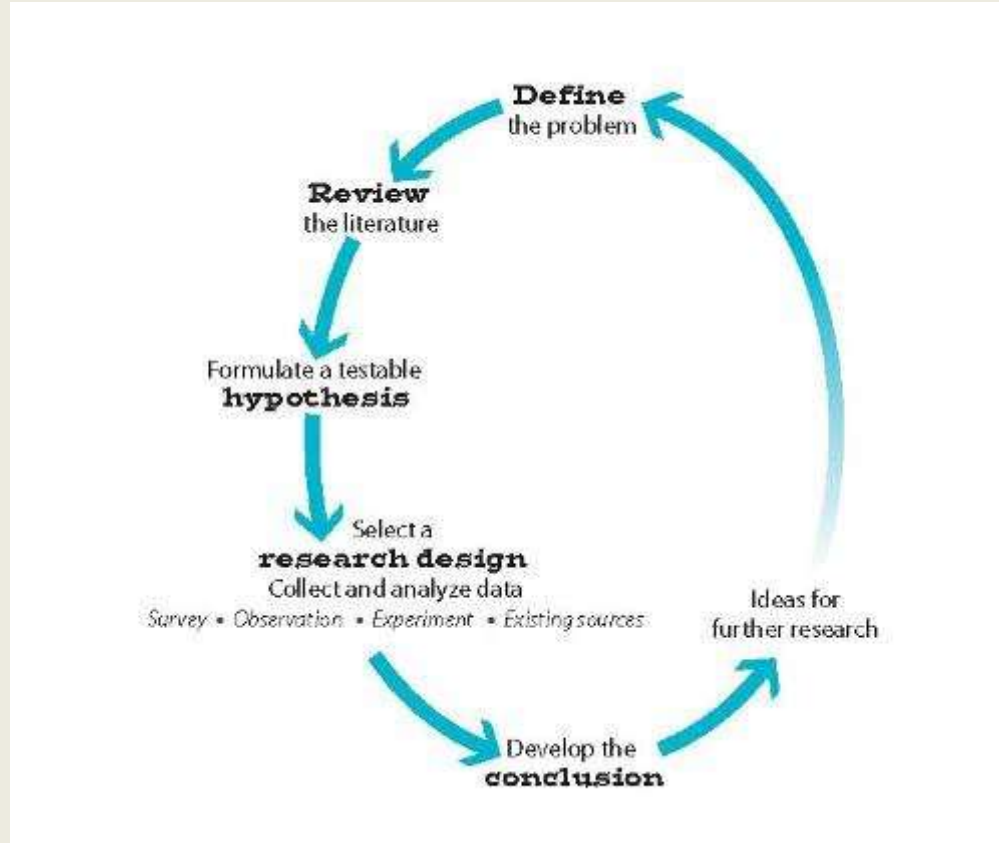 Define
the problem
Review
the literature
Formulate a testable
hypothesis
Select a
research design
Collect and analyze data
Survey • Observation • Experiment • Existing sources
Develop the
conclusion
Ideas for
further research